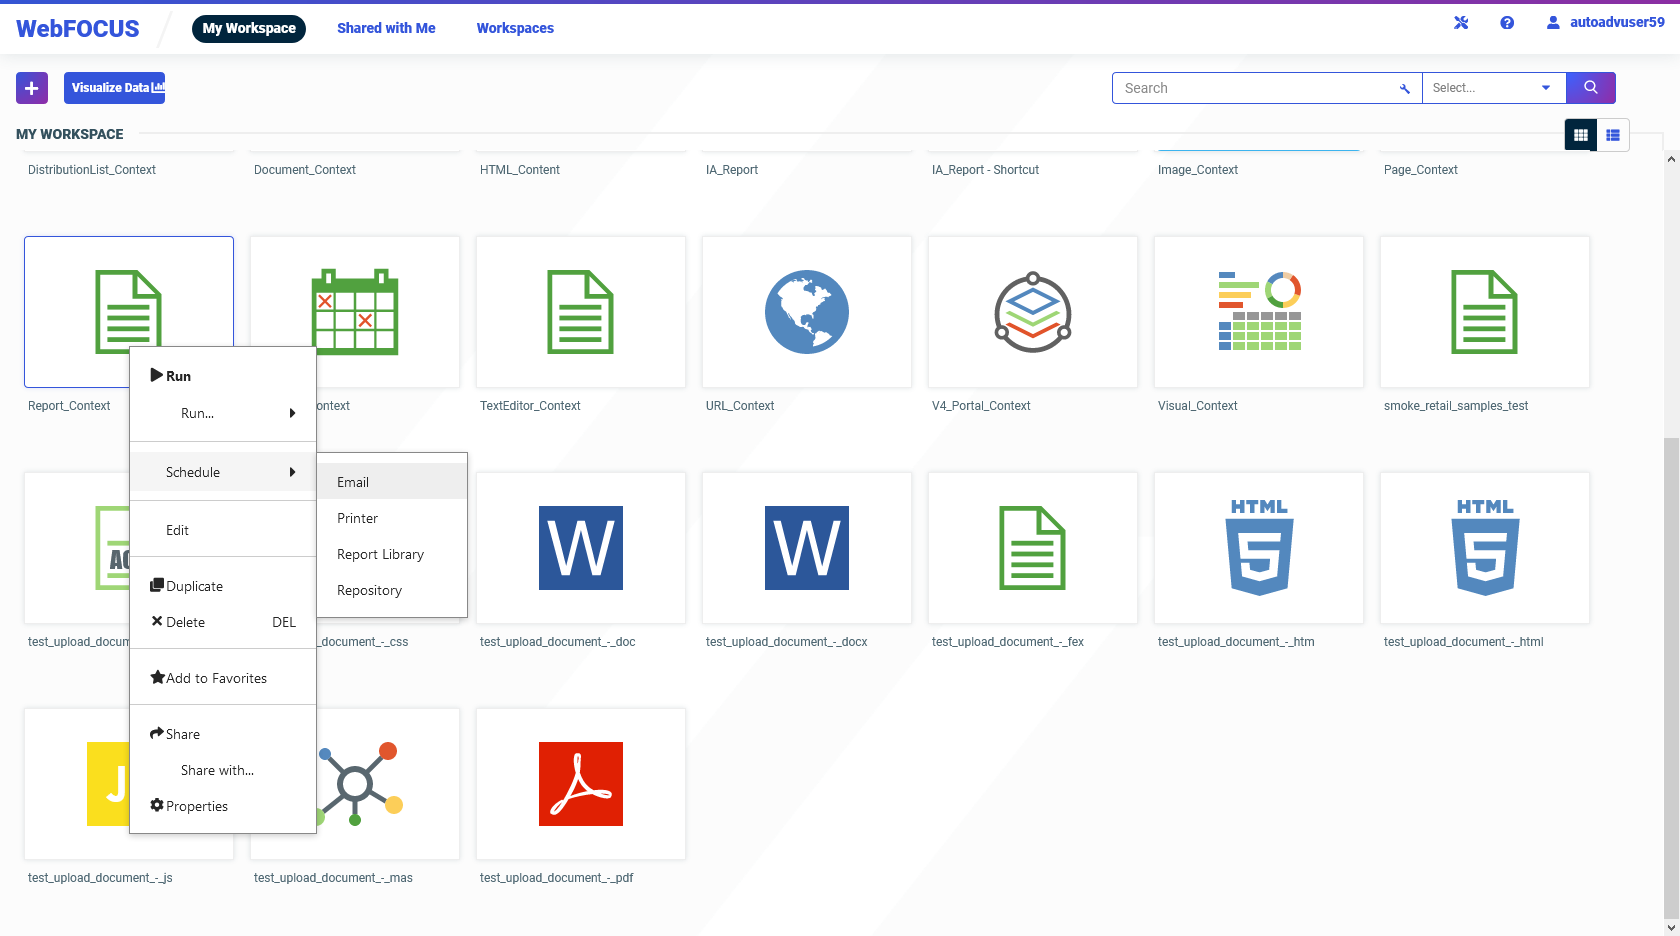 WebFOCUS
My Workspace
Shared with Me
Workspaces
autoadvuser59
Visualize Data
Search
Select...
MY WORKSPACE
DistributionList_Context
Document_Context
HTML_Content
IA_Report
IA_Report - Shortcut
Image_Context
Page_Context
Report_Context
ontext
TextEditor_Context
URL_Context
V4_Portal_Context
Visual_Context
smoke_retail_samples_test
Run
Run...
Schedule
Edit
Duplicate
Delete DEL
Add to Favorites
Share
Share with...
Properties
Email
Printer
Report Library
Repository
W
W
HTML
5
HTML
5
test_upload_docum
_document_-_css
test_upload_document_-_doc
test_upload_document_-_docx
test_upload_document_-_fex
test_upload_document_-_htm
test_upload_document_-_html
J
test_upload_document_-_js
test_upload_document_-_mas
test_upload_document_-_pdf